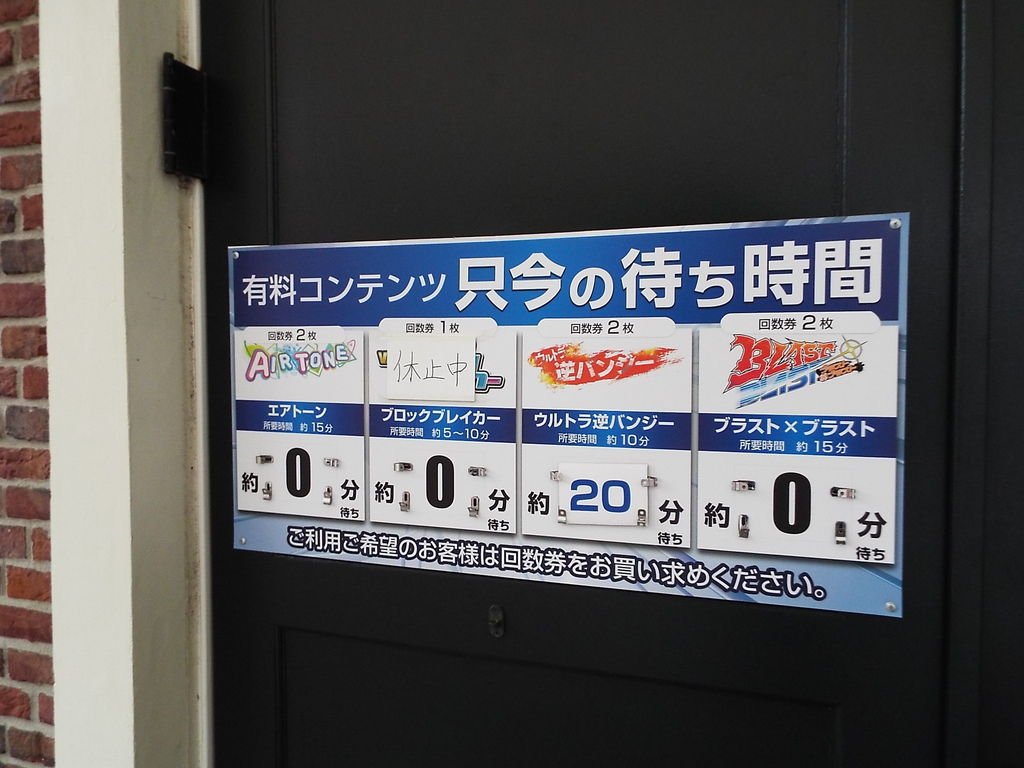 有料コンテンツ 只今の待ち時間
回数券 2枚
AIRTONE
エアトーン
所要時間 約15分
約 0 分
待ち
回数券 1枚
休止中
ブロックブレイカー
所要時間 約5～10分
約 0 分
待ち
回数券 2枚
ウルトラ
逆バンジー
ウルトラ逆バンジー
所要時間 約10分
約 20 分
待ち
回数券 2枚
BLAST
BLAST
ブラスト×ブラスト
所要時間 約15分
約 0 分
待ち
ご利用ご希望のお客様は回数券をお買い求めください。